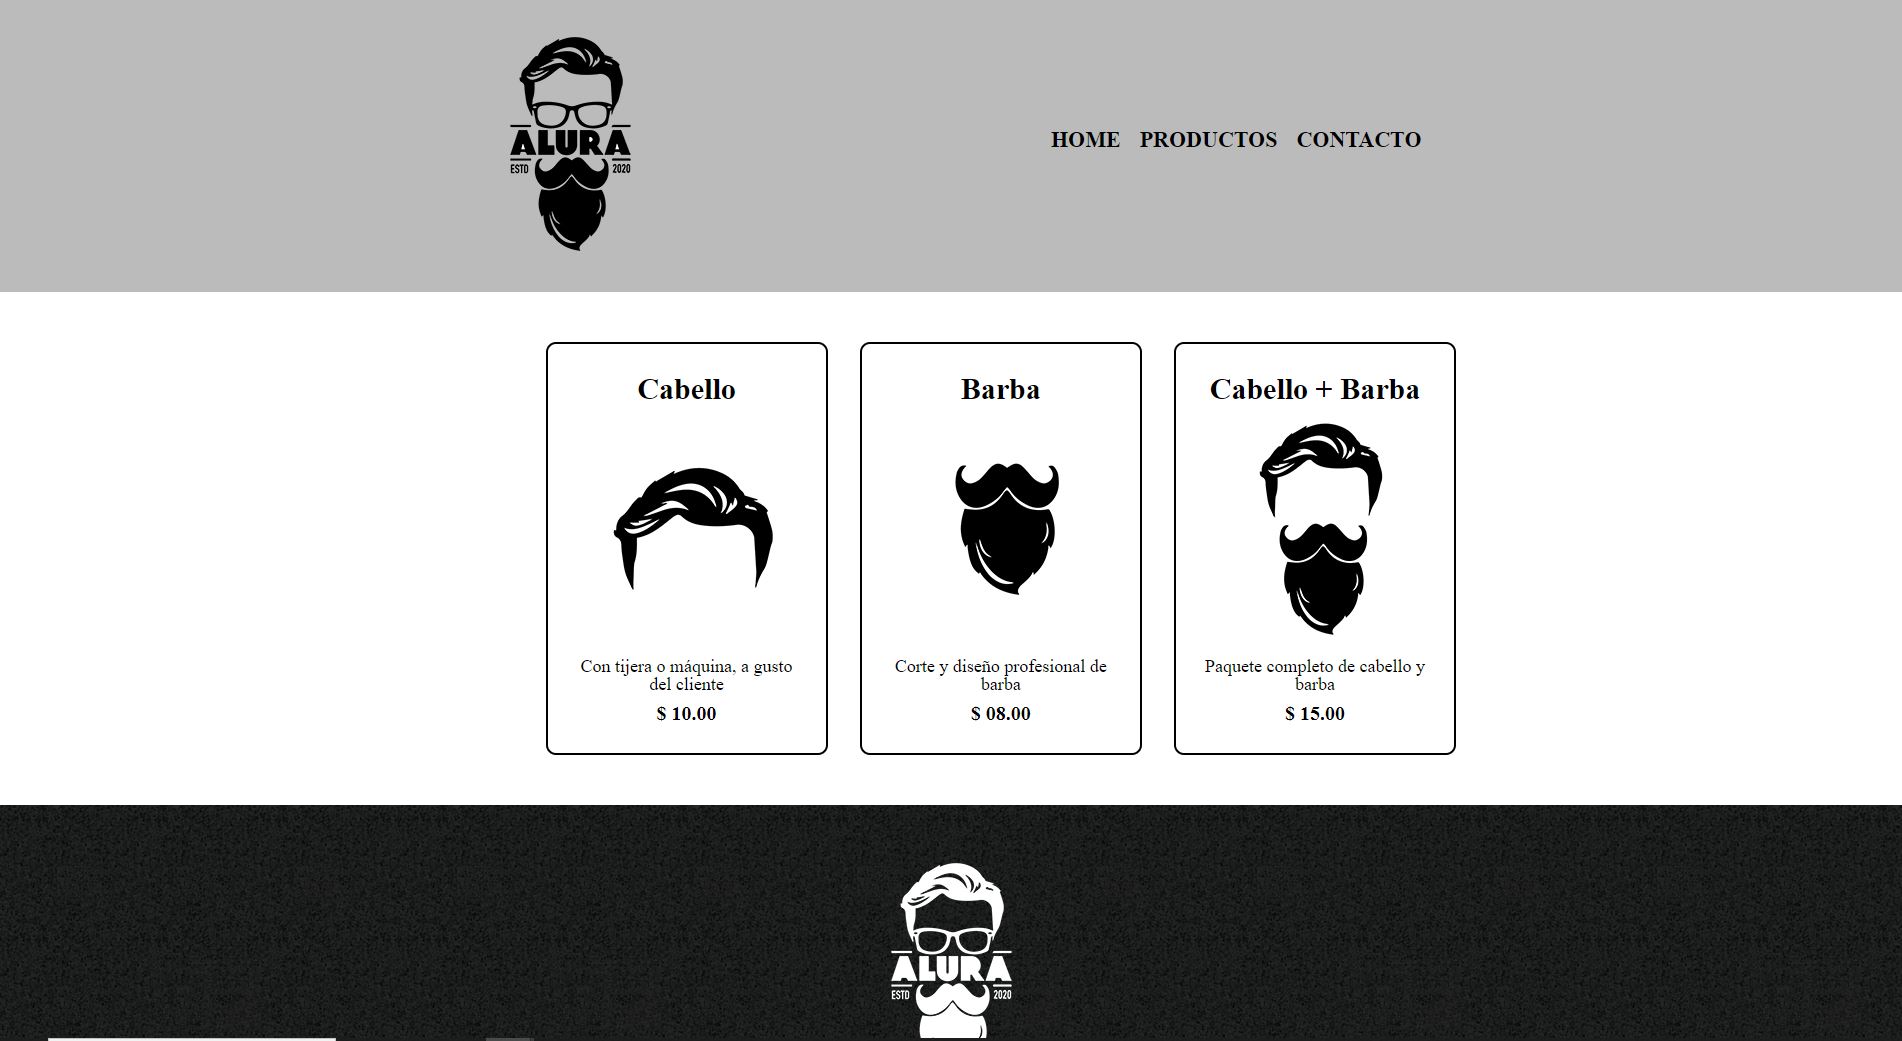 ALURA
ESTD 2020
HOME PRODUCTOS CONTACTO
Cabello
Con tijera o máquina, a gusto
del cliente
$ 10.00
Barba
Corte y diseño profesional de
barba
$ 08.00
Cabello + Barba
Paquete completo de cabello y
barba
$ 15.00
ALURA
ESTD 2020